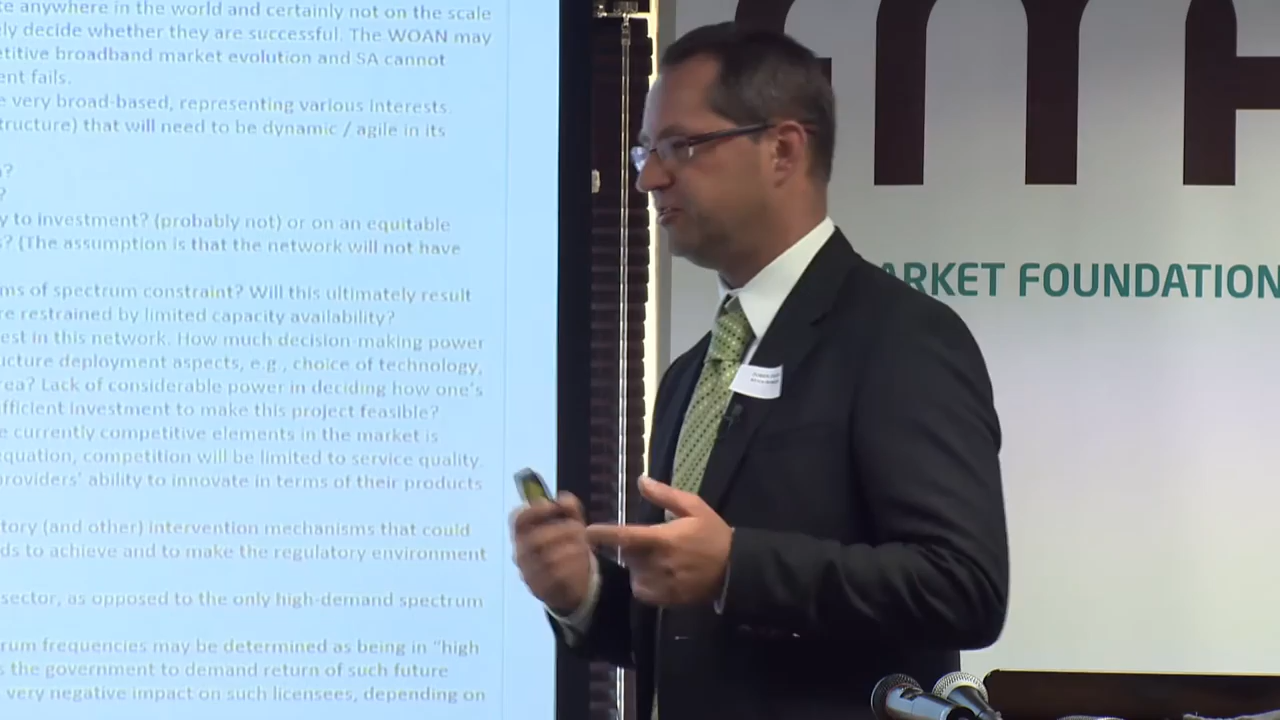 e anywhere in the world and certainly not on the scale
ly decide whether they are successful. The WOAN may
etitive broadband market evolution and SA cannot
ent fails.
e very broad-based, representing various interests.
tructure) that will need to be dynamic / agile in its
?
?
y to investment? (probably not) or on an equitable
s? (The assumption is that the network will not have
ms of spectrum constraint? Will this ultimately result
re restrained by limited capacity availability?
est in this network. How much decision-making power
ucture deployment aspects, e.g., choice of technology,
rea? Lack of considerable power in deciding how one's
fficient investment to make this project feasible?
e currently competitive elements in the market is
equation, competition will be limited to service quality.
providers' ability to innovate in terms of their products
tory (and other) intervention mechanisms that could
ds to achieve and to make the regulatory environment
sector, as opposed to the only high-demand spectrum
rum frequencies may be determined as being in "high
s the government to demand return of such future
very negative impact on such licensees, depending on
ARKET FOUNDATION